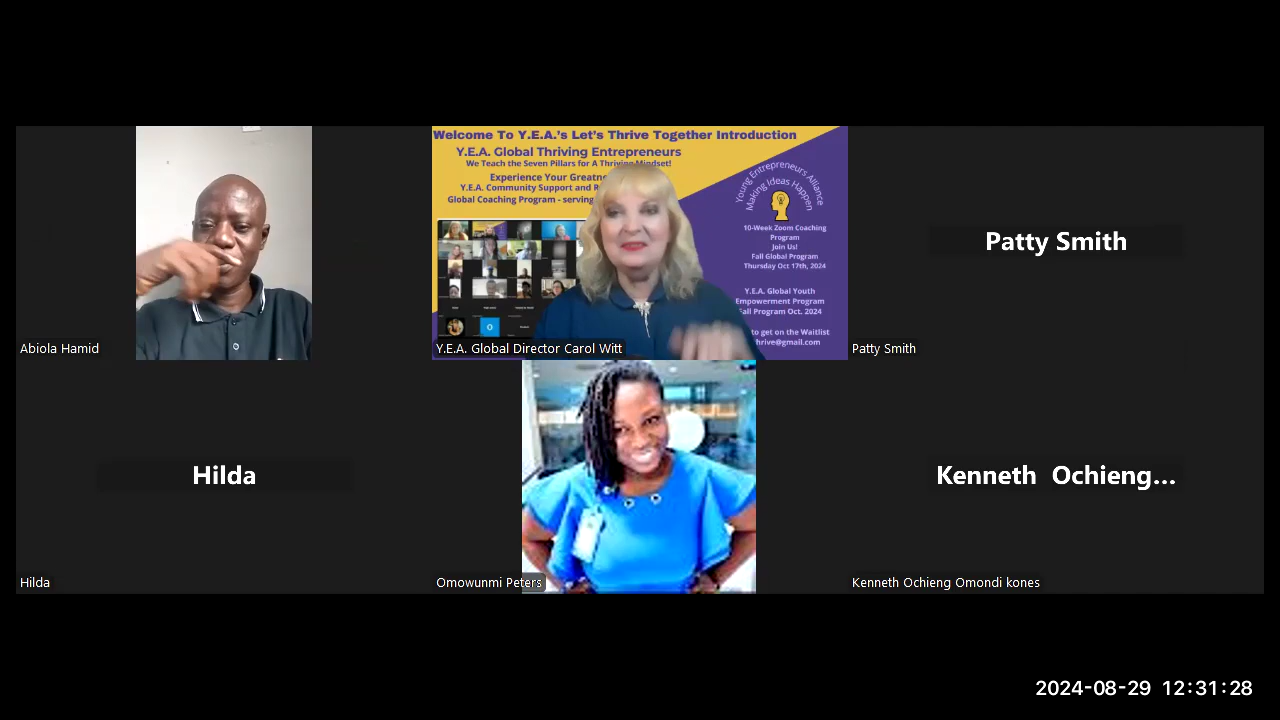 Welcome To Y.E.A.'s Let's Thrive Together Introduction
Y.E.A. Global Thriving Entrepreneurs
We Teach the Seven Pillars for A Thriving Mindset!
Experience Your
Y.E.A. Community Support and
Global Coaching Program - serving
Young Entrepreneurs Alliance
Making Ideas Happen
10-Week Zoom Coaching
Program
Join Us!
Fall Global Program
Thursday Oct 17th, 2024
Y.E.A. Global Youth
Empowerment Program
Fall Program Oct. 2024
to get on the Waitlist
Patty Smith
Abiola Hamid
Y.E.A. Global Director Carol Witt
Patty Smith
Hilda
Kenneth Ochieng...
Hilda
Omowunmi Peters
Kenneth Ochieng Omondi kones
2024-08-29 12:31:28